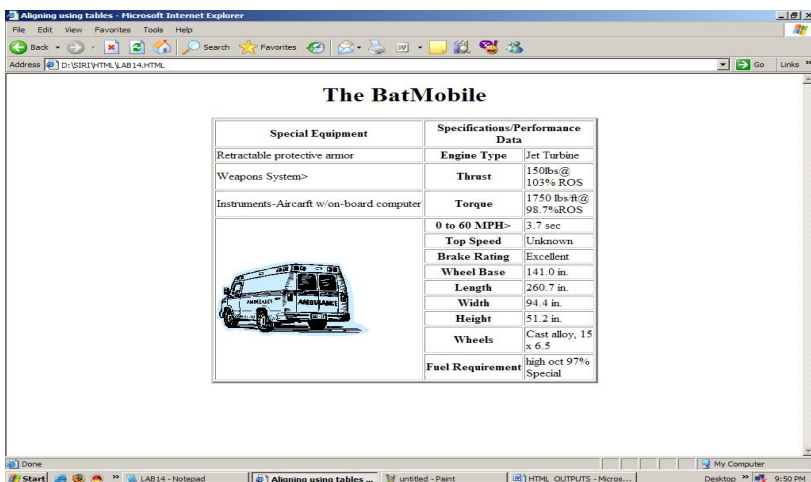 Aligning using tables - Microsoft Internet Explorer
File Edit View Favorites Tools Help
Back Search Favorites
Address D:\SIRI\HTML\LAB14.HTML Go Links »
The BatMobile
Special Equipment
Specifications/Performance
Data
Retractable protective armor
Engine Type Jet Turbine
Weapons System>
Thrust
150lbs@
103% ROS
Instruments-Aircarft w/on-board computer
Torque
1750 lbs/ft@
98.7%ROS
0 to 60 MPH> 3.7 sec
Top Speed Unknown
Brake Rating Excellent
Wheel Base 141.0 in.
Length 260.7 in.
Width 94.4 in.
Height 51.2 in.
Wheels
Cast alloy, 15
x 6.5
Fuel Requirement
high oct 97%
Special
AMBULANCE
AMBULANCE
Done My Computer
Start » LAB14 - Notepad Aligning using tables ... untitled - Paint HTML_OUTPUTS - Micros... Desktop » 9:50 PM